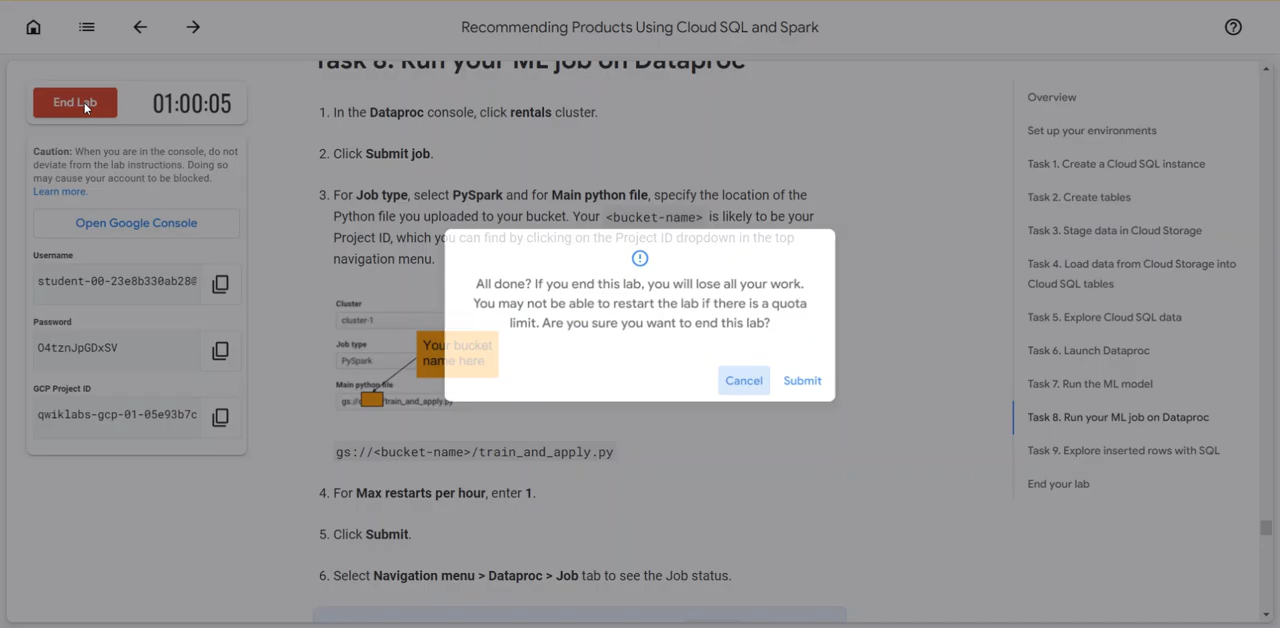 Recommending Products Using Cloud SQL and Spark
End Lab
01:00:05
Caution: When you are in the console, do not
deviate from the lab instructions. Doing so
may cause your account to be blocked.
Learn more.
Open Google Console
Username
student-00-23e8b330ab28@
Password
O4tznJpGDxSV
GCP Project ID
qwiklabs-gcp-01-05e93b7c
Task 8. Run your ML job on Dataproc
1. In the Dataproc console, click rentals cluster.
2. Click Submit job.
3. For Job type, select PySpark and for Main python file, specify the location of the
Python file you uploaded to your bucket. Your <bucket-name> is likely to be your
Project ID, which you can find by clicking on the Project ID dropdown in the top
navigation menu.
Cluster
cluster-1
Job type
PySpark
Main python file
gs://
/train_and_apply.py
Your bucket
name here
gs://<bucket-name>/train_and_apply.py
4. For Max restarts per hour, enter 1.
5. Click Submit.
6. Select Navigation menu > Dataproc > Job tab to see the Job status.
All done? If you end this lab, you will lose all your work.
You may not be able to restart the lab if there is a quota
limit. Are you sure you want to end this lab?
Cancel
Submit
Overview
Set up your environments
Task 1. Create a Cloud SQL instance
Task 2. Create tables
Task 3. Stage data in Cloud Storage
Task 4. Load data from Cloud Storage into
Cloud SQL tables
Task 5. Explore Cloud SQL data
Task 6. Launch Dataproc
Task 7. Run the ML model
Task 8. Run your ML job on Dataproc
Task 9. Explore inserted rows with SQL
End your lab